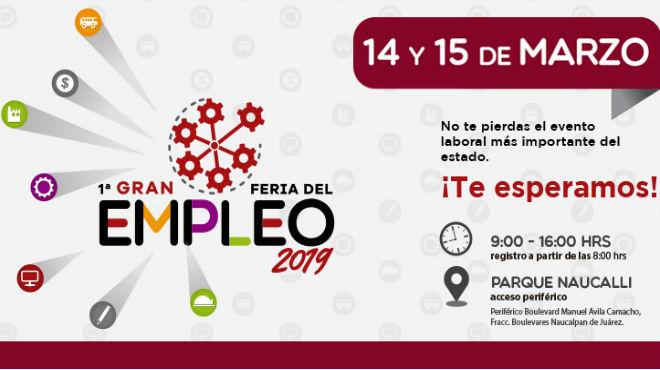 14 Y 15 DE MARZO
No te pierdas el evento
laboral más importante del
estado.
¡Te esperamos!
1ª GRAN FERIA DEL
EMPLEO
2019
9:00 - 16:00 HRS
registro a partir de las 8:00 hrs
PARQUE NAUCALLI
acceso periférico
Periférico Boulevard Manuel Ávila Camacho,
Fracc. Boulevares Naucalpan de Juárez.
$